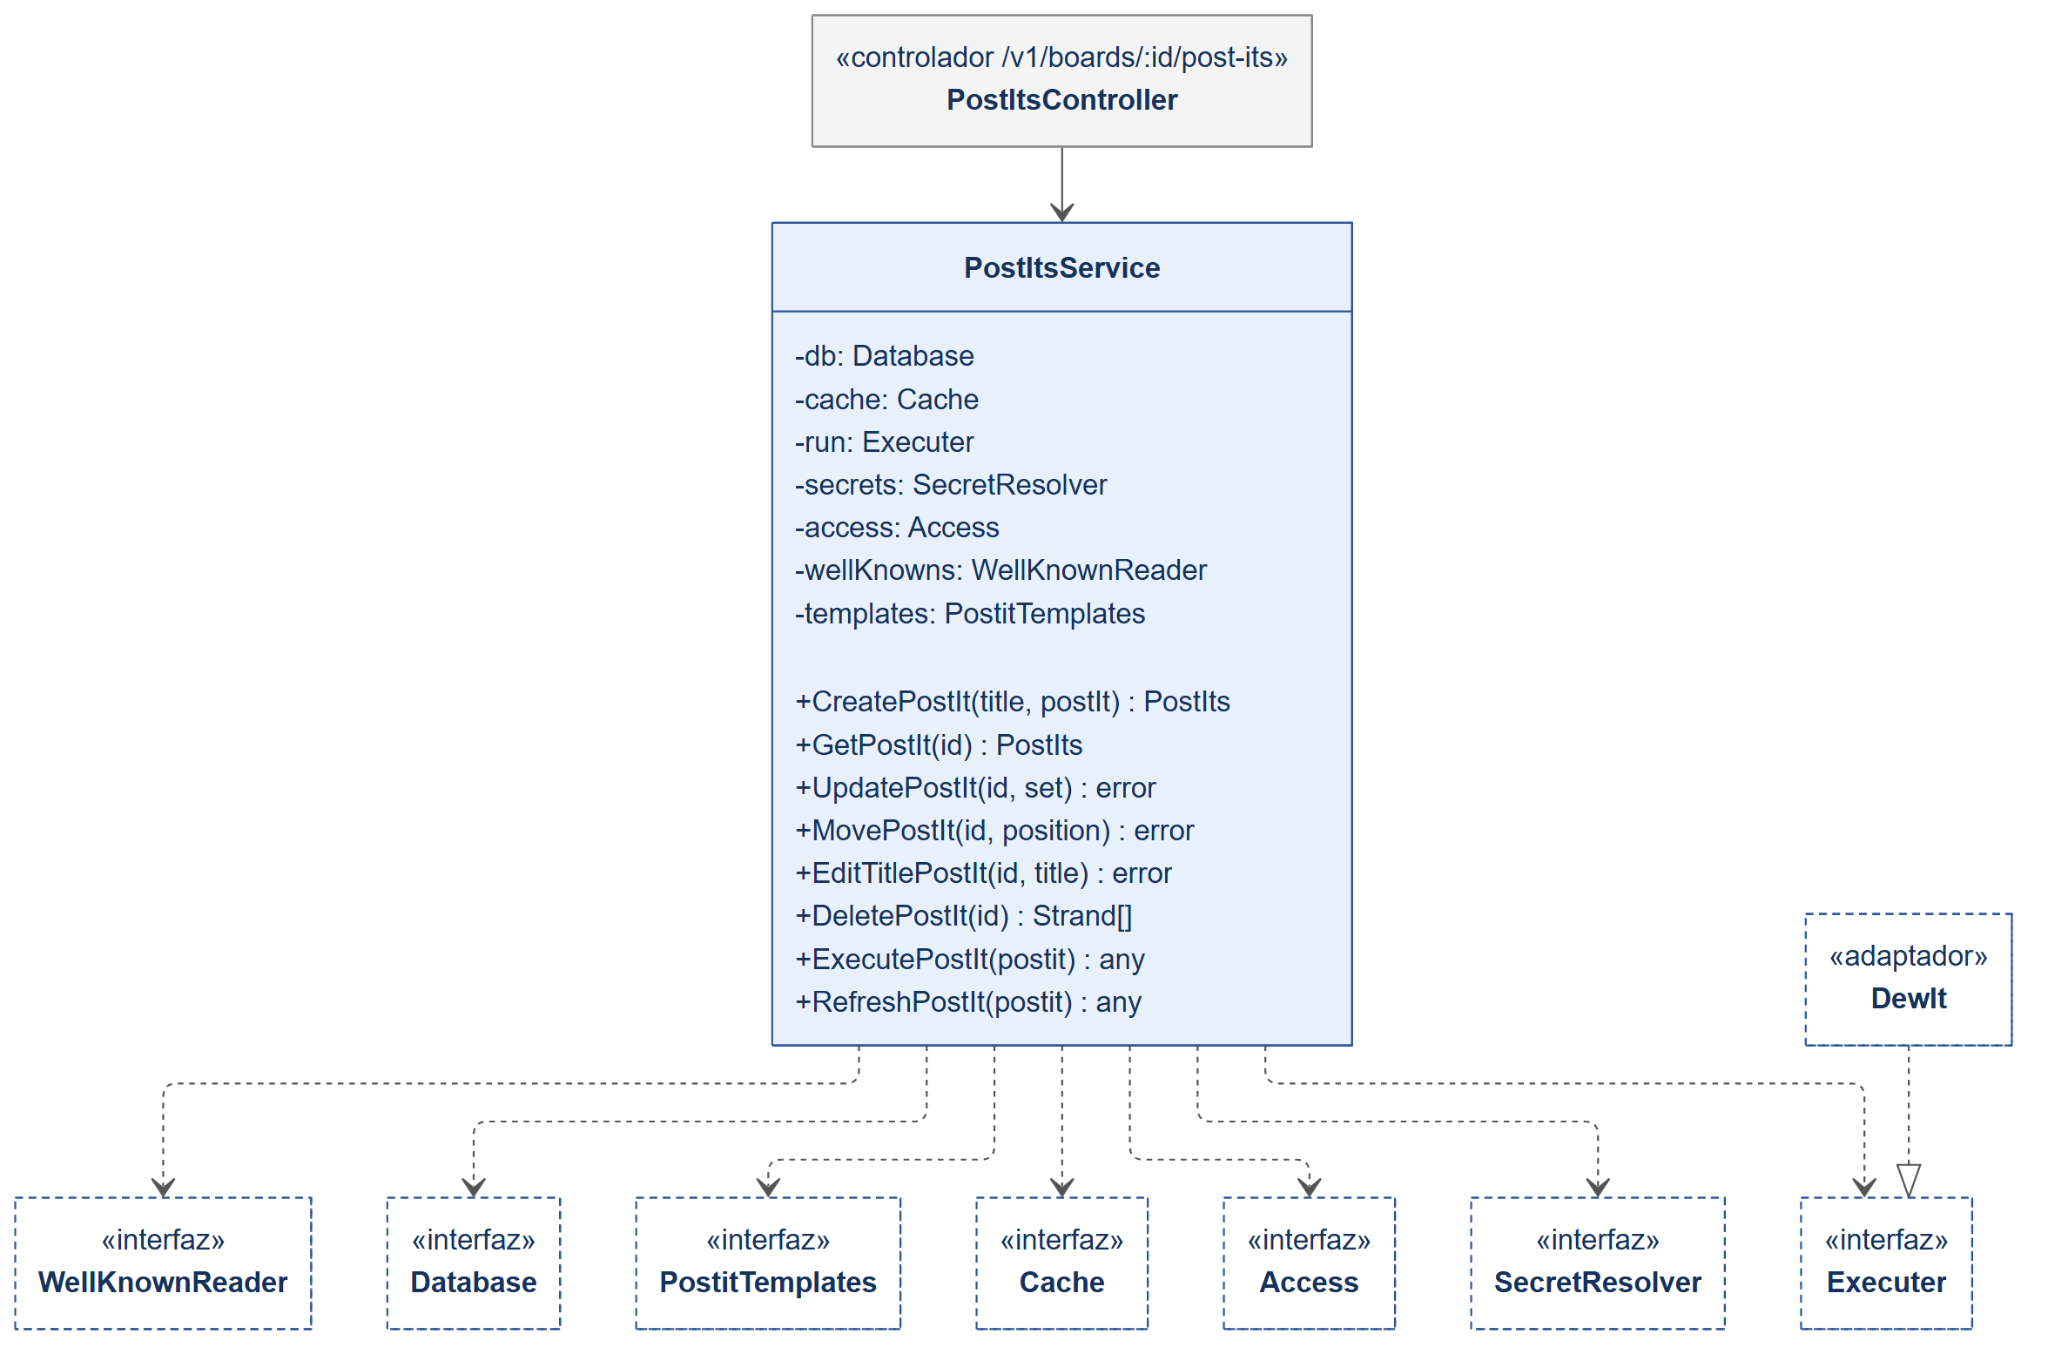 «controlador /v1/boards/:id/post-its»
PostItsController
PostItsService
-db: Database
-cache: Cache
-run: Executer
-secrets: SecretResolver
-access: Access
-wellKnowns: WellKnownReader
-templates: PostitTemplates
+CreatePostIt(title, postIt) : PostIts
+GetPostIt(id) : PostIts
+UpdatePostIt(id, set) : error
+MovePostIt(id, position) : error
+EditTitlePostIt(id, title) : error
+DeletePostIt(id) : Strand[]
+ExecutePostIt(postit) : any
+RefreshPostIt(postit) : any
«adaptador»
DewIt
«interfaz»
WellKnownReader
«interfaz»
Database
«interfaz»
PostitTemplates
«interfaz»
Cache
«interfaz»
Access
«interfaz»
SecretResolver
«interfaz»
Executer